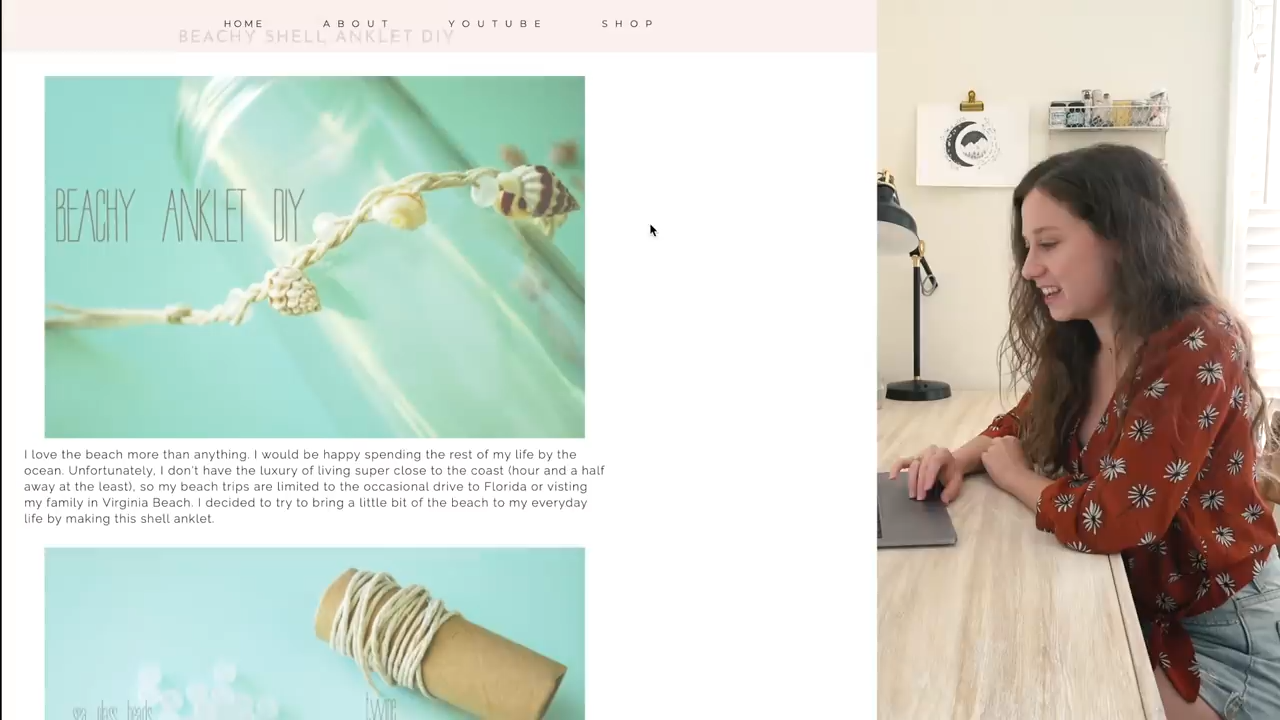 HOME ABOUT YOUTUBE SHOP
BEACHY SHELL ANKLET DIY
BEACHY ANKLET DIY
I love the beach more than anything. I would be happy spending the rest of my life by the
ocean. Unfortunately, I don't have the luxury of living super close to the coast (hour and a half
away at the least), so my beach trips are limited to the occasional drive to Florida or visting
my family in Virginia Beach. I decided to try to bring a little bit of the beach to my everyday
life by making this shell anklet.
glass beads twine